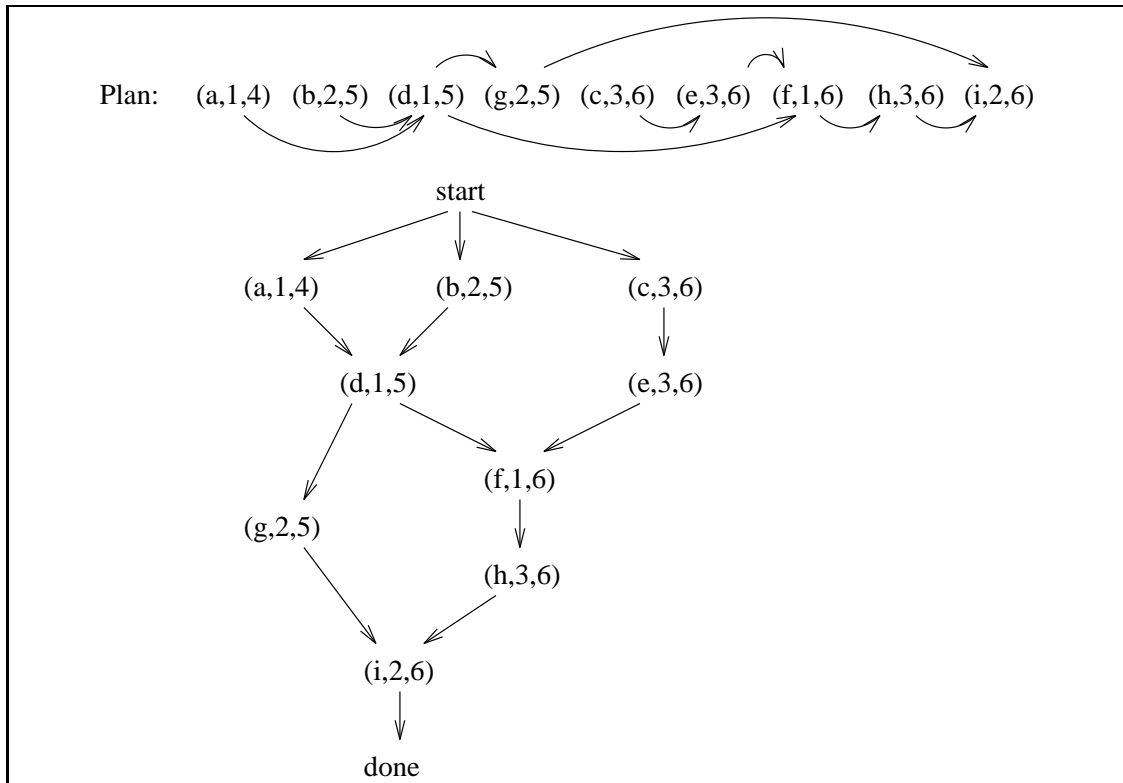 Plan: (a,1,4) (b,2,5) (d,1,5) (g,2,5) (c,3,6) (e,3,6) (f,1,6) (h,3,6) (i,2,6)
start
(a,1,4) (b,2,5) (c,3,6)
(d,1,5) (e,3,6)
(f,1,6)
(g,2,5)
(h,3,6)
(i,2,6)
done